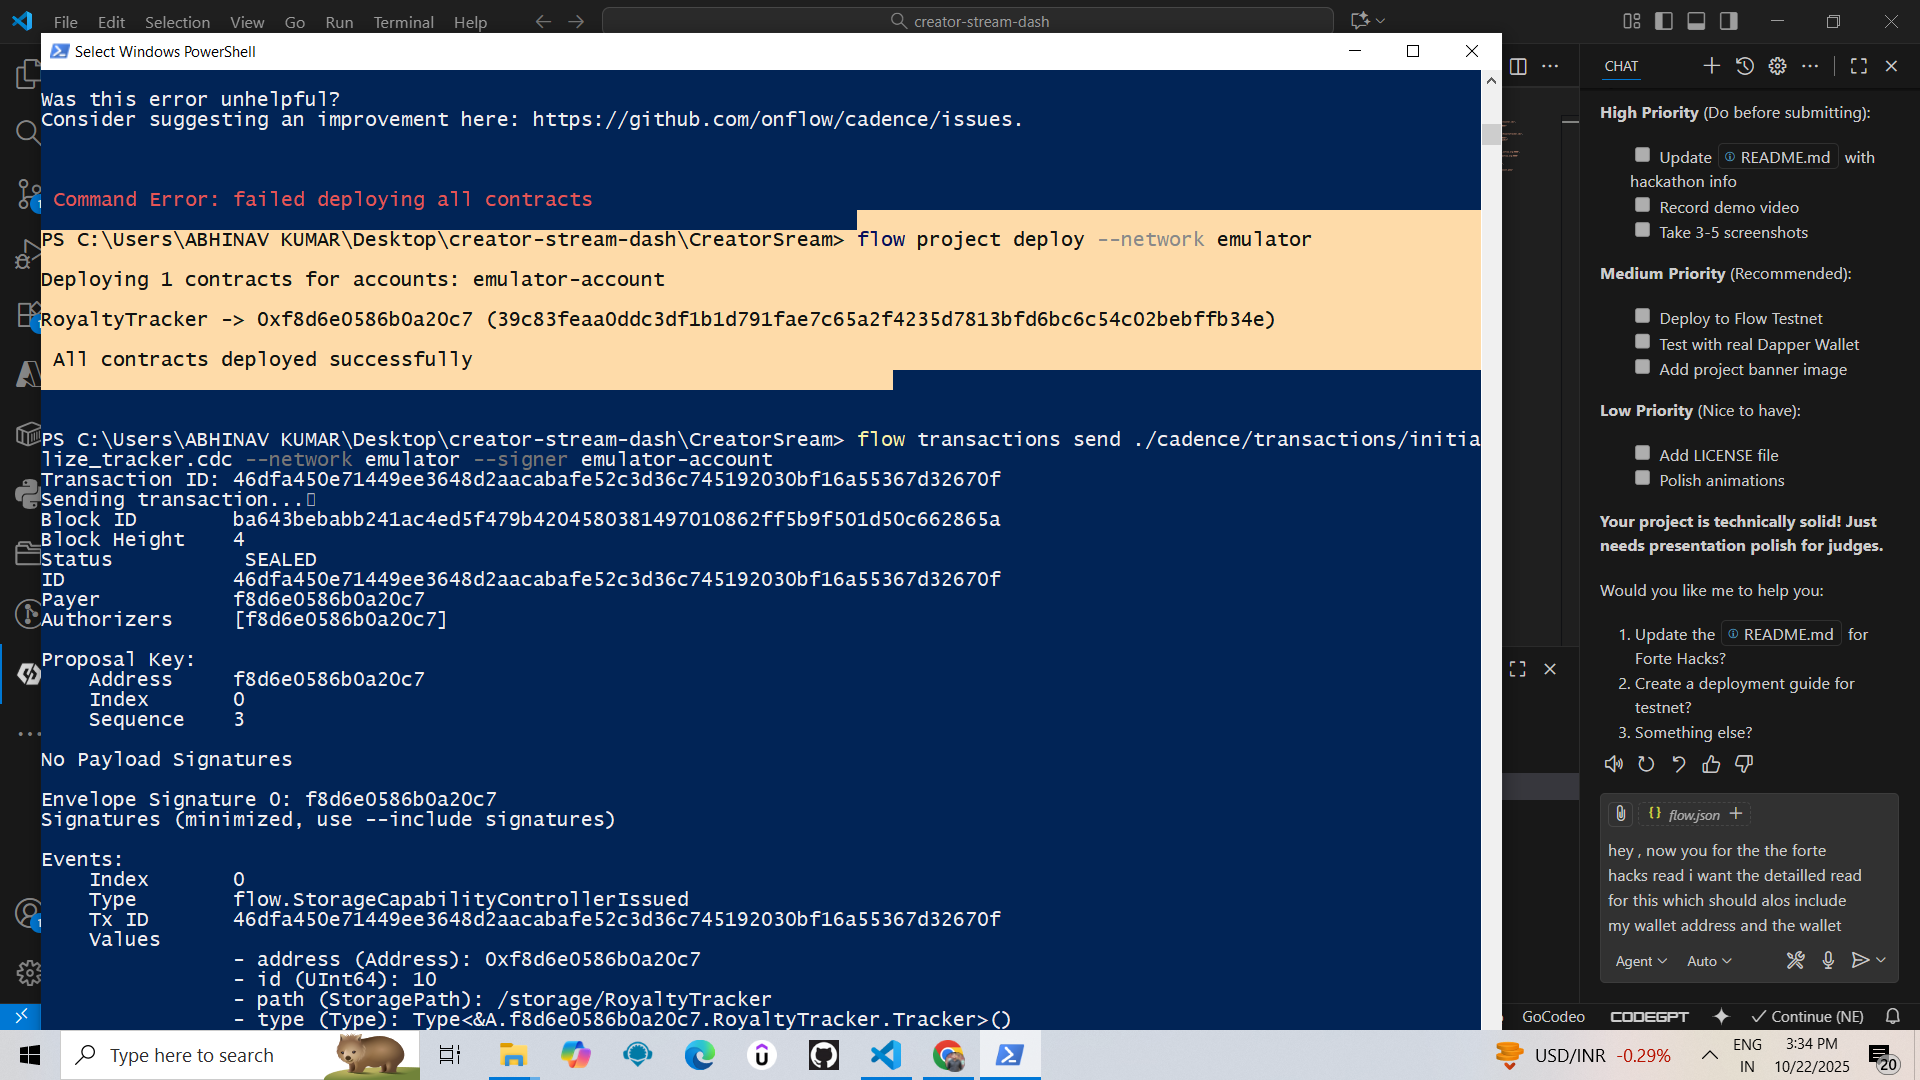 File Edit Selection View Go Run Terminal Help
creator-stream-dash
Select Windows PowerShell
Was this error unhelpful?
Consider suggesting an improvement here: https://github.com/onflow/cadence/issues.
Command Error: failed deploying all contracts
PS C:\Users\ABHINAV KUMAR\Desktop\creator-stream-dash\CreatorSream> flow project deploy --network emulator
Deploying 1 contracts for accounts: emulator-account
RoyaltyTracker -> 0xf8d6e0586b0a20c7 (39c83feaa0ddc3df1b1d791fae7c65a2f4235d7813bfd6bc6c54c02bebffb34e)
All contracts deployed successfully
PS C:\Users\ABHINAV KUMAR\Desktop\creator-stream-dash\CreatorSream> flow transactions send ./cadence/transactions/initia
lize_tracker.cdc --network emulator --signer emulator-account
Transaction ID: 46dfa450e71449ee3648d2aacabafe52c3d36c745192030bf16a55367d32670f
Sending transaction...
Block ID ba643bebabb241ac4ed5f479b4204580381497010862ff5b9f501d50c662865a
Block Height 4
Status SEALED
ID 46dfa450e71449ee3648d2aacabafe52c3d36c745192030bf16a55367d32670f
Payer f8d6e0586b0a20c7
Authorizers [f8d6e0586b0a20c7]
Proposal Key:
Address f8d6e0586b0a20c7
Index 0
Sequence 3
No Payload Signatures
Envelope Signature 0: f8d6e0586b0a20c7
Signatures (minimized, use --include signatures)
Events:
Index 0
Type flow.StorageCapabilityControllerIssued
Tx ID 46dfa450e71449ee3648d2aacabafe52c3d36c745192030bf16a55367d32670f
Values
- address (Address): 0xf8d6e0586b0a20c7
- id (UInt64): 10
- path (StoragePath): /storage/RoyaltyTracker
- type (Type): Type<&A.f8d6e0586b0a20c7.RoyaltyTracker.Tracker>()
CHAT
High Priority (Do before submitting):
Update README.md with
hackathon info
Record demo video
Take 3-5 screenshots
Medium Priority (Recommended):
Deploy to Flow Testnet
Test with real Dapper Wallet
Add project banner image
Low Priority (Nice to have):
Add LICENSE file
Polish animations
Your project is technically solid! Just
needs presentation polish for judges.
Would you like me to help you:
1. Update the README.md for
Forte Hacks?
2. Create a deployment guide for
testnet?
3. Something else?
flow.json
hey , now you for the the forte
hacks read i want the detailled read
for this which should alos include
my wallet address and the wallet
Agent Auto
GoCodeo CODEGPT Continue (NE)
Type here to search
USD/INR -0.29%
ENG
IN
3:34 PM
10/22/2025
20